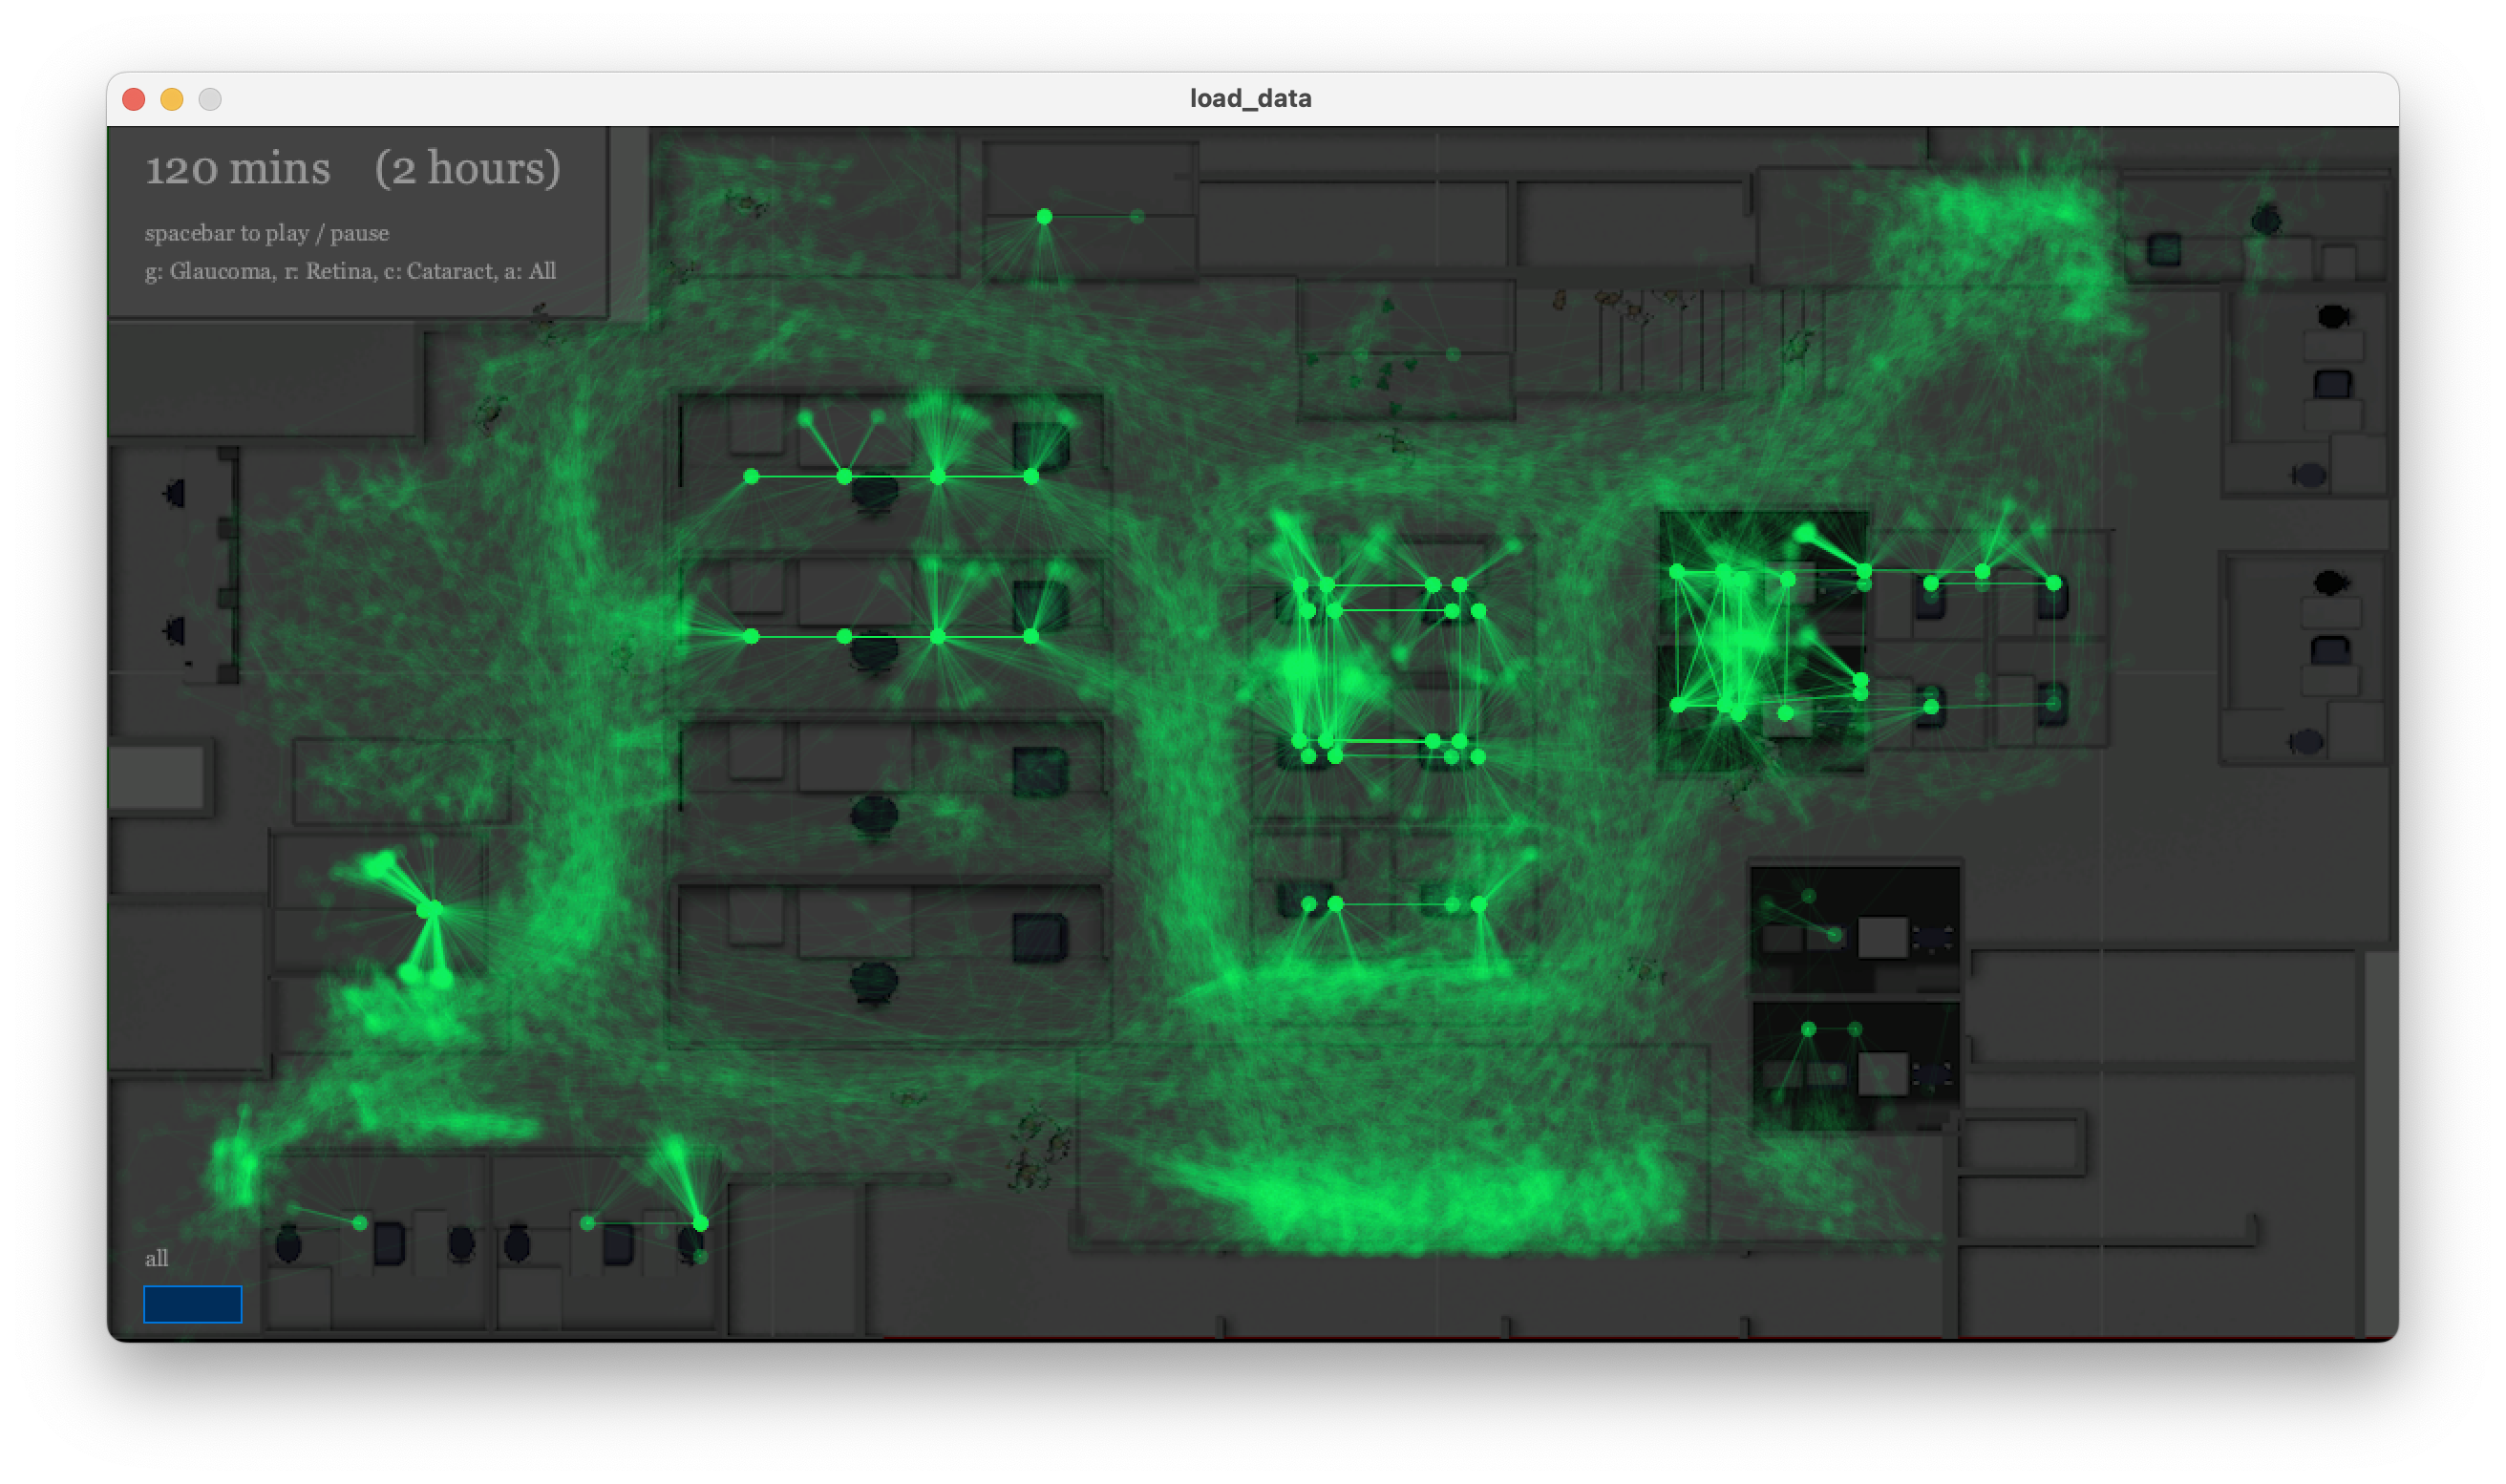 load_data
120 mins (2 hours)
spacebar to play / pause
g: Glaucoma, r: Retina, c: Cataract, a: All
all